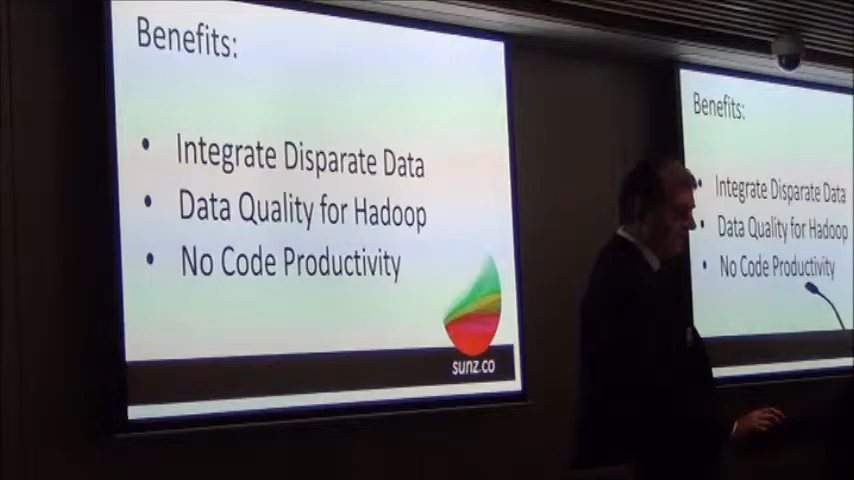 Benefits:
• Integrate Disparate Data
• Data Quality for Hadoop
• No Code Productivity
sunz.co
Benefits:
• Integrate Disparate Data
• Data Quality for Hadoop
• No Code Productivity